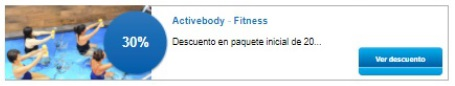 Activebody - Fitness
30%
Descuento en paquete inicial de 20...
Ver descuento